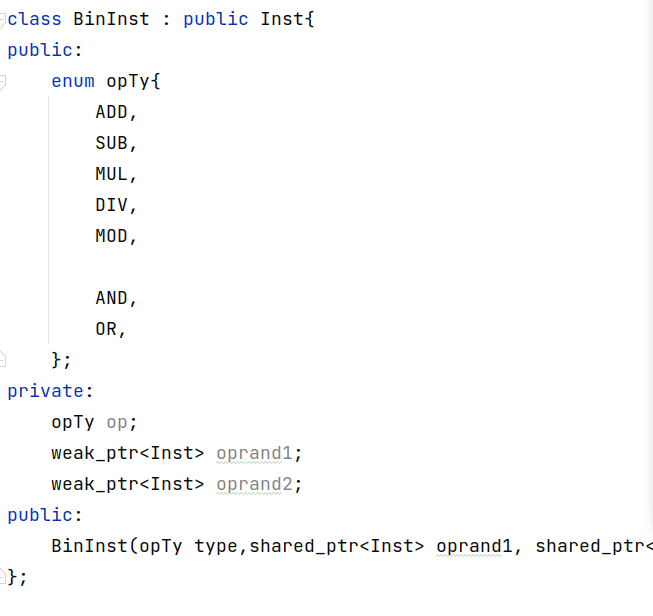 class BinInst : public Inst{
public:
    enum opTy{
        ADD,
        SUB,
        MUL,
        DIV,
        MOD,
        AND,
        OR,
    };
private:
    opTy op;
    weak_ptr<Inst> oprand1;
    weak_ptr<Inst> oprand2;
public:
    BinInst(opTy type,shared_ptr<Inst> oprand1, shared_ptr<
};